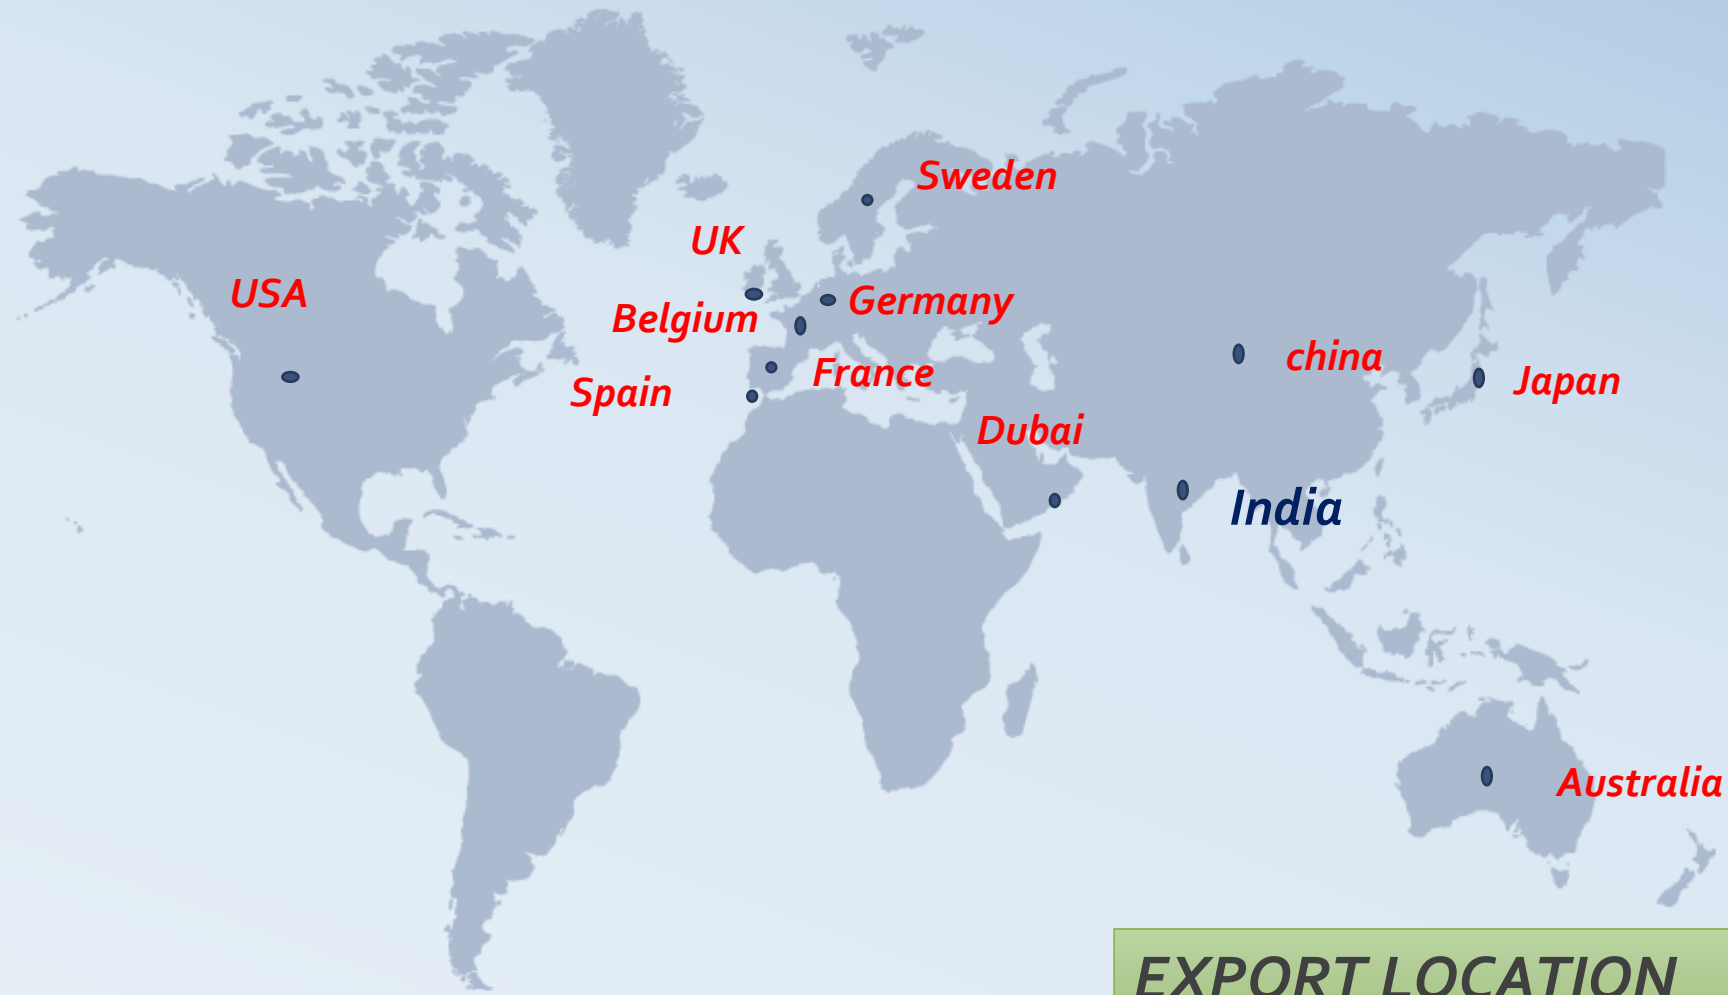 Sweden
UK
USA
Germany
Belgium
china
France
Japan
Spain
Dubai
India
Australia
EXPORT LOCATION